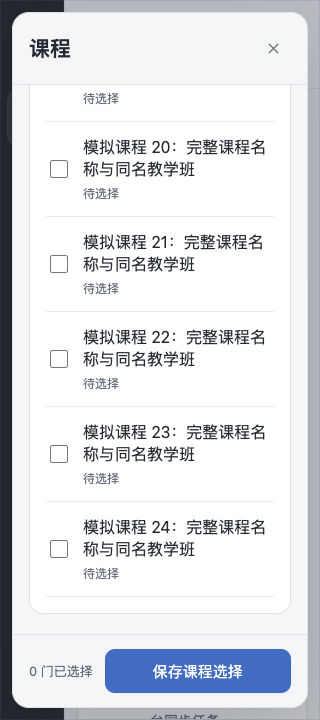 课程
待选择
模拟课程 20：完整课程名
称与同名教学班
待选择
模拟课程 21：完整课程名
称与同名教学班
待选择
模拟课程 22：完整课程名
称与同名教学班
待选择
模拟课程 23：完整课程名
称与同名教学班
待选择
模拟课程 24：完整课程名
称与同名教学班
待选择
0 门已选择
保存课程选择